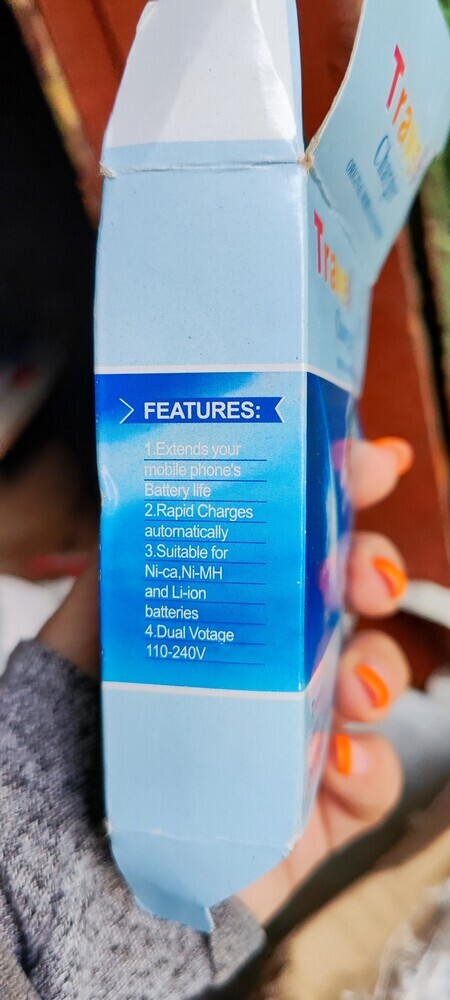 Charger
FEATURES:
1.Extends your
mobile phone's
Battery life
2.Rapid Charges
automatically
3.Suitable for
Ni-ca,Ni-MH
and Li-ion
batteries
4.Dual Votage
110-240V